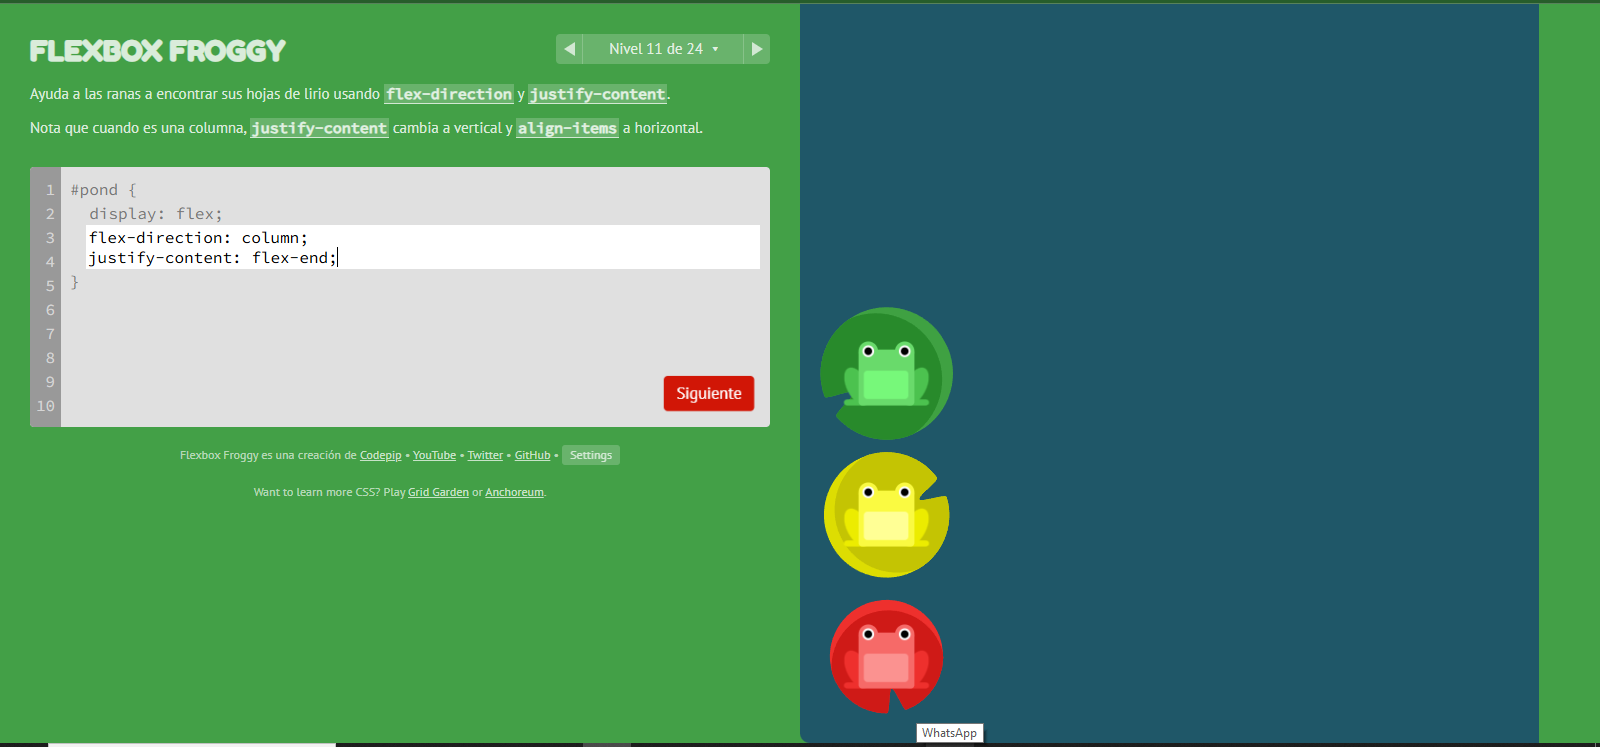 FLEXBOX FROGGY
Nivel 11 de 24
Ayuda a las ranas a encontrar sus hojas de lirio usando flex-direction y justify-content.
Nota que cuando es una columna, justify-content cambia a vertical y align-items a horizontal.
1 #pond {
2 display: flex;
3 flex-direction: column;
4 justify-content: flex-end;
5 }
6
7
8
9
10
Siguiente
Flexbox Froggy es una creación de Codepip • YouTube • Twitter • GitHub • Settings
Want to learn more CSS? Play Grid Garden or Anchoreum.
WhatsApp